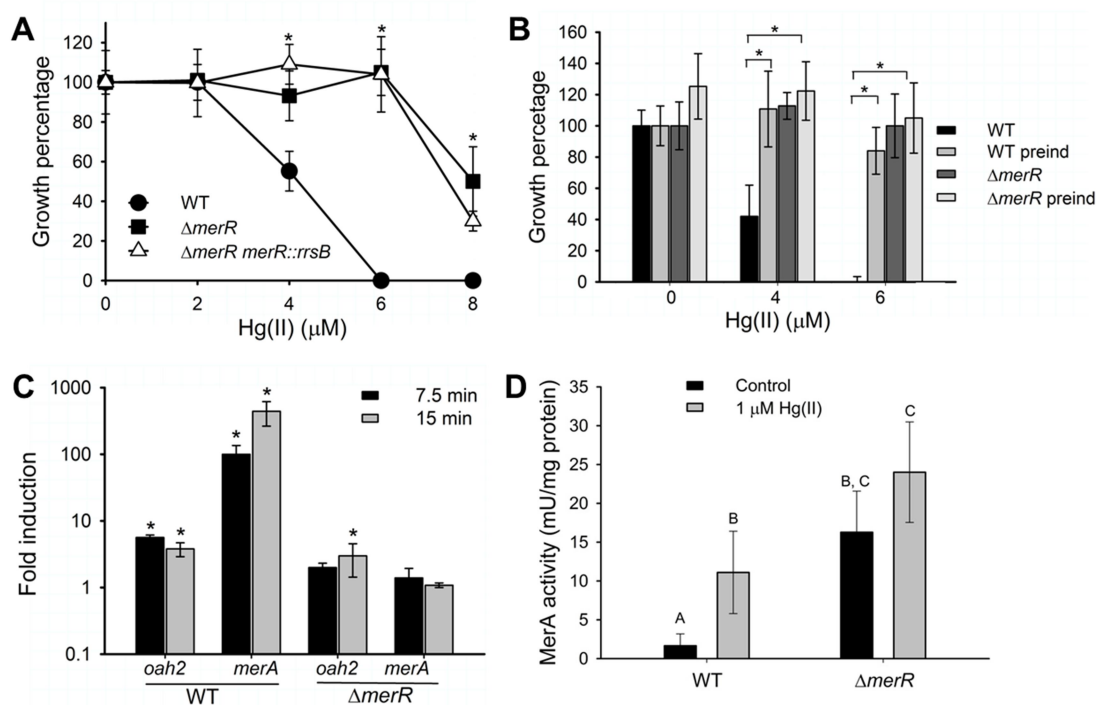 A
Growth percentage
120
100
80
60
40
20
0
* * *
WT
ΔmerR
ΔmerR merR::rrsB
0 2 4 6 8
Hg(II) (μM)
B
Growth percetage
160
140
120
100
80
60
40
20
0
* *
* *
WT
WT preind
ΔmerR
ΔmerR preind
0 4 6
Hg(II) (μM)
C
Fold induction
1000
100
10
1
0.1
7.5 min
15 min
* * * * *
oah2 merA oah2 merA
WT ΔmerR
D
MerA activity (mU/mg protein)
35
30
25
20
15
10
5
0
Control
1 μM Hg(II)
A B B, C C
WT ΔmerR